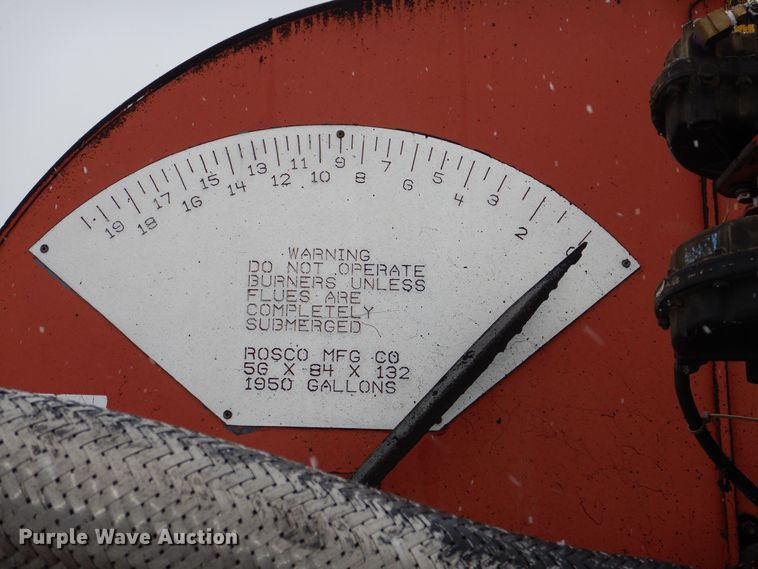 19 18 17 16 15 14 13 12 11 10 9 8 7 6 5 4 3 2
WARNING
DO NOT OPERATE
BURNERS UNLESS
FLUES ARE
COMPLETELY
SUBMERGED
ROSCO MFG CO
56 X 84 X 132
1950 GALLONS
Purple Wave Auction